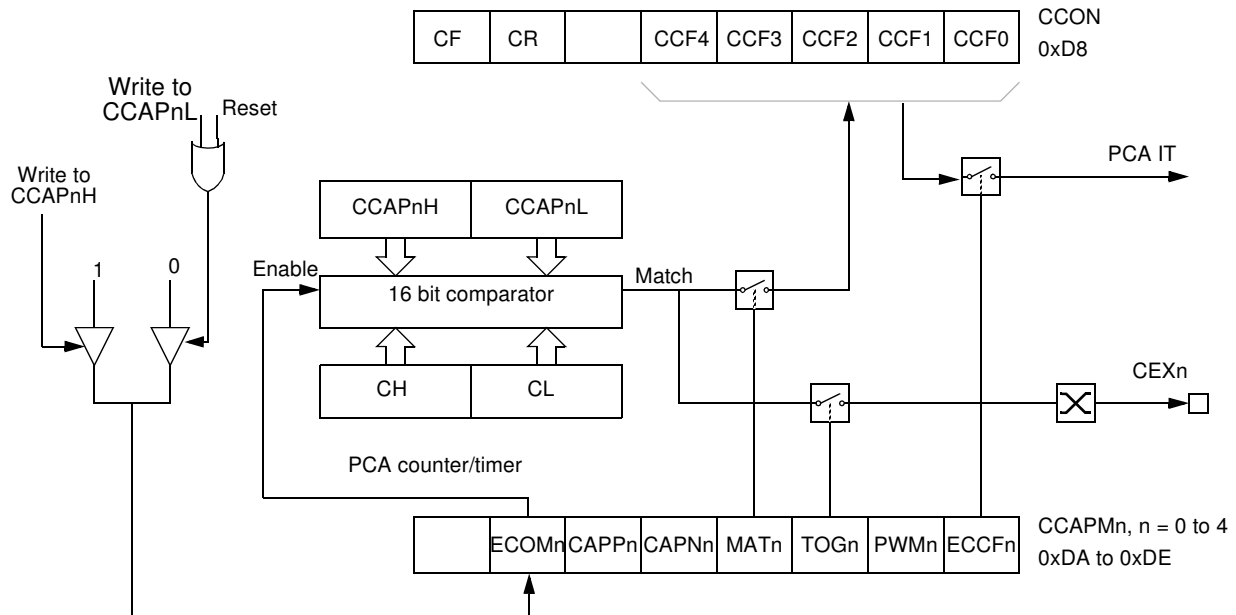 CF CR CCF4 CCF3 CCF2 CCF1 CCF0
CCON
0xD8
Write to
CCAPnL
Reset
Write to
CCAPnH
PCA IT
CCAPnH CCAPnL
1 0
Enable
16 bit comparator
Match
CH CL
CEXn
PCA counter/timer
ECOMn CAPPn CAPNn MATn TOGn PWMn ECCFn
CCAPMn, n = 0 to 4
0xDA to 0xDE